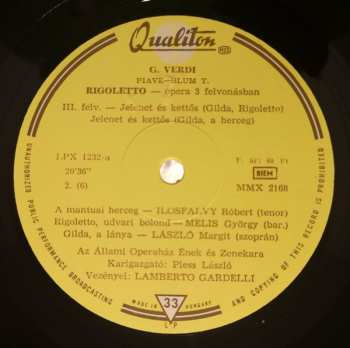 Qualiton
G. VERDI
PIAVE—BLUM T.
RIGOLETTO — opera 3 felvonásban
III. felv. — Jelenet és kettős (Gilda, Rigoletto)
Jelenet és kettős (Gilda, a herceg)
LPX 1232-a
20'36"
2. (6)
BIEM
MMX 2168
A mantuai herceg — ILOSFALVY Róbert (tenor)
Rigoletto, udvari bolond — MELIS György (bar.)
Gilda, a lánya — LÁSZLÓ Margit (szoprán)
Az Állami Operaház Ének és Zenekara
Karigazgató: Pless László
Vezényel: LAMBERTO GARDELLI
UNAUTHORIZED PUBLIC PERFORMANCE BROADCASTING AND COPYING OF THIS RECORD IS PROHIBITED
MADE IN HUNGARY
33
LP